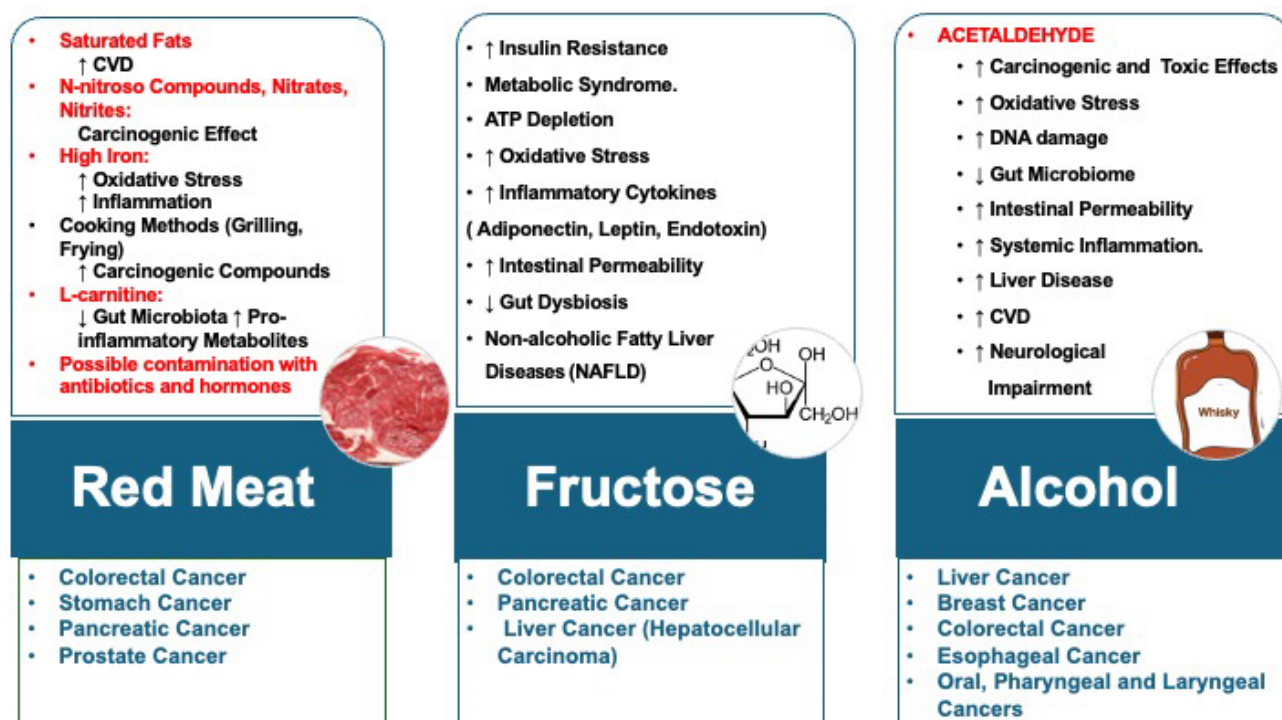 • Saturated Fats
↑ CVD
• N-nitroso Compounds, Nitrates,
Nitrites:
Carcinogenic Effect
• High Iron:
↑ Oxidative Stress
↑ Inflammation
• Cooking Methods (Grilling,
Frying)
↑ Carcinogenic Compounds
• L-carnitine:
↓ Gut Microbiota ↑ Pro-
inflammatory Metabolites
• Possible contamination with
antibiotics and hormones
Red Meat
• Colorectal Cancer
• Stomach Cancer
• Pancreatic Cancer
• Prostate Cancer
• ↑ Insulin Resistance
• Metabolic Syndrome.
• ATP Depletion
• ↑ Oxidative Stress
• ↑ Inflammatory Cytokines
( Adiponectin, Leptin, Endotoxin)
• ↑ Intestinal Permeability
• ↓ Gut Dysbiosis
• Non-alcoholic Fatty Liver
Diseases (NAFLD)
OH
O
OH
HO
CH₂OH
Fructose
• Colorectal Cancer
• Pancreatic Cancer
• Liver Cancer (Hepatocellular
Carcinoma)
• ACETALDEHYDE
• ↑ Carcinogenic and Toxic Effects
• ↑ Oxidative Stress
• ↑ DNA damage
• ↓ Gut Microbiome
• ↑ Intestinal Permeability
• ↑ Systemic Inflammation.
• ↑ Liver Disease
• ↑ CVD
• ↑ Neurological
Impairment
Whisky
Alcohol
• Liver Cancer
• Breast Cancer
• Colorectal Cancer
• Esophageal Cancer
• Oral, Pharyngeal and Laryngeal
Cancers